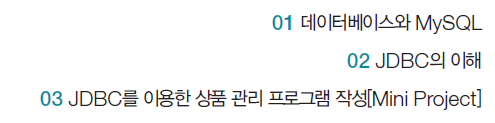 01 데이터베이스와 MySQL
02 JDBC의 이해
03 JDBC를 이용한 상품 관리 프로그램 작성[Mini Project]